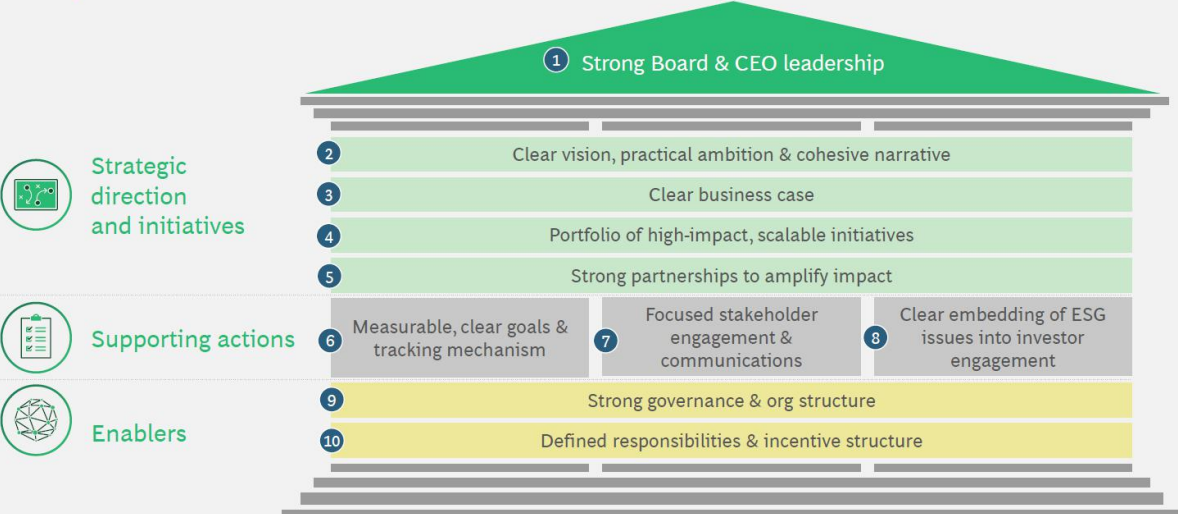 1 Strong Board & CEO leadership
Strategic
direction
and initiatives
2 Clear vision, practical ambition & cohesive narrative
3 Clear business case
4 Portfolio of high-impact, scalable initiatives
5 Strong partnerships to amplify impact
Supporting actions
6 Measurable, clear goals &
tracking mechanism
7 Focused stakeholder
engagement &
communications
8 Clear embedding of ESG
issues into investor
engagement
Enablers
9 Strong governance & org structure
10 Defined responsibilities & incentive structure